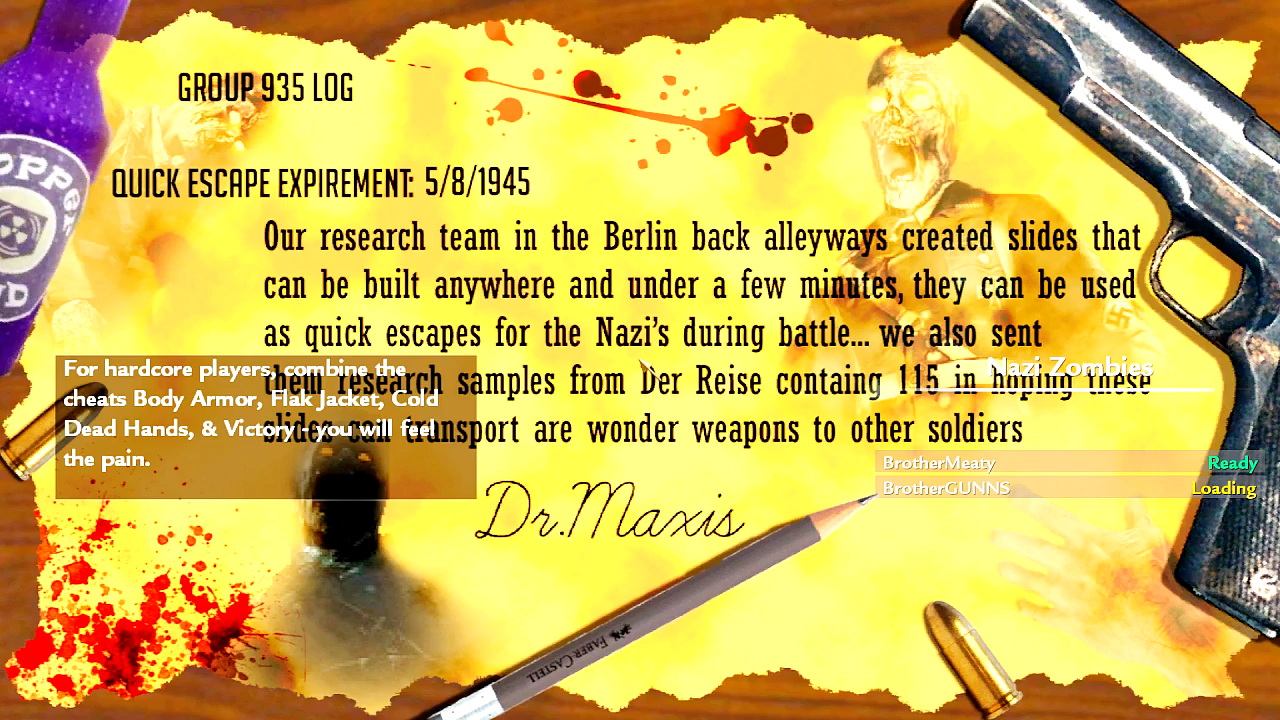 GROUP 935 LOG
QUICK ESCAPE EXPIREMENT: 5/8/1945
Our research team in the Berlin back alleyways created slides that
can be built anywhere and under a few minutes, they can be used
as quick escapes for the Nazi's during battle... we also sent
them research samples from Der Reise containg 115 in hoping these
slides can transport are wonder weapons to other soldiers
Dr. Maxis
For hardcore players, combine the
cheats Body Armor, Flak Jacket, Cold
Dead Hands, & Victory - you will feel
the pain.
Nazi Zombies
BrotherMeaty Ready
BrotherGUNNS Loading
FABER CASTELL